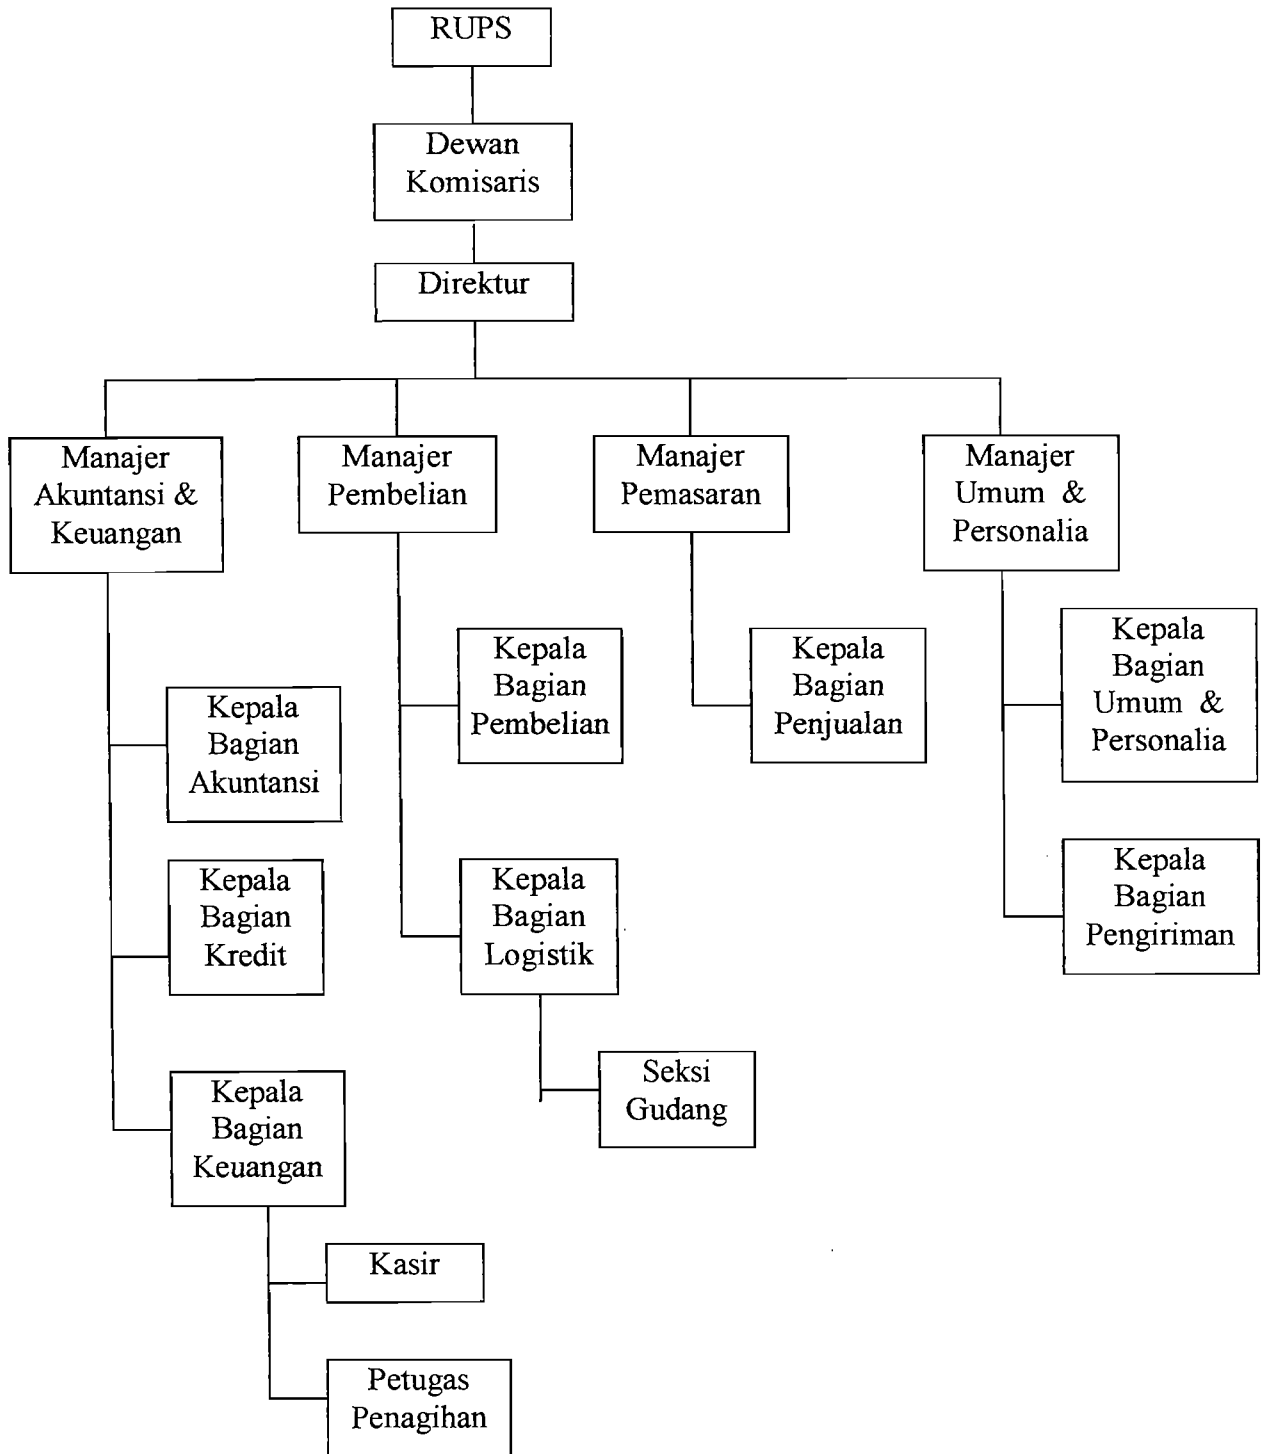 RUPS
Dewan
Komisaris
Direktur
Manajer
Akuntansi &
Keuangan
Manajer
Pembelian
Manajer
Pemasaran
Manajer
Umum &
Personalia
Kepala
Bagian
Akuntansi
Kepala
Bagian
Kredit
Kepala
Bagian
Keuangan
Kasir
Petugas
Penagihan
Kepala
Bagian
Pembelian
Kepala
Bagian
Logistik
Seksi
Gudang
Kepala
Bagian
Penjualan
Kepala
Bagian
Umum &
Personalia
Kepala
Bagian
Pengiriman